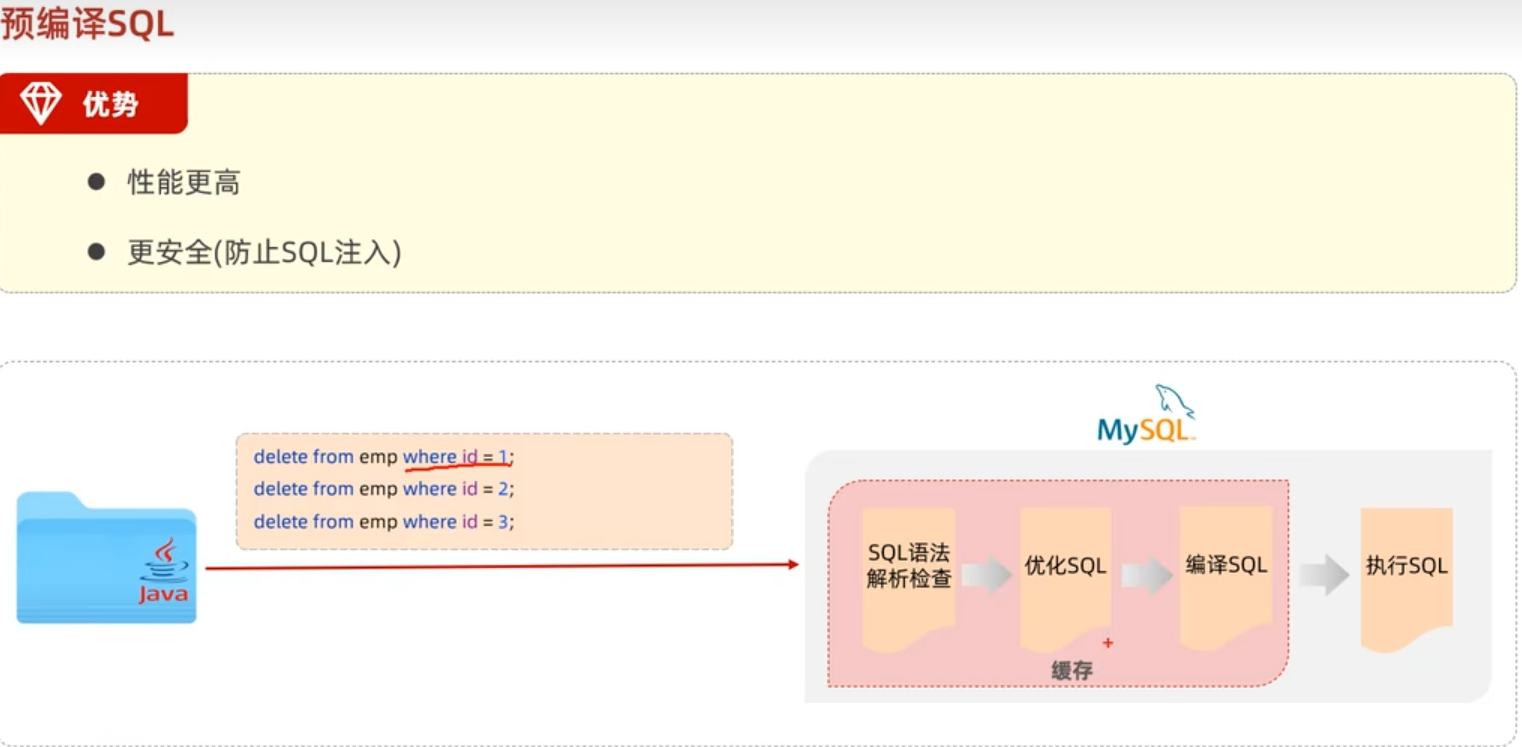 预编译SQL
优势
● 性能更高
● 更安全(防止SQL注入)
MySQL
delete from emp where id = 1;
delete from emp where id = 2;
delete from emp where id = 3;
Java
SQL语法
解析检查
优化SQL
编译SQL
执行SQL
缓存